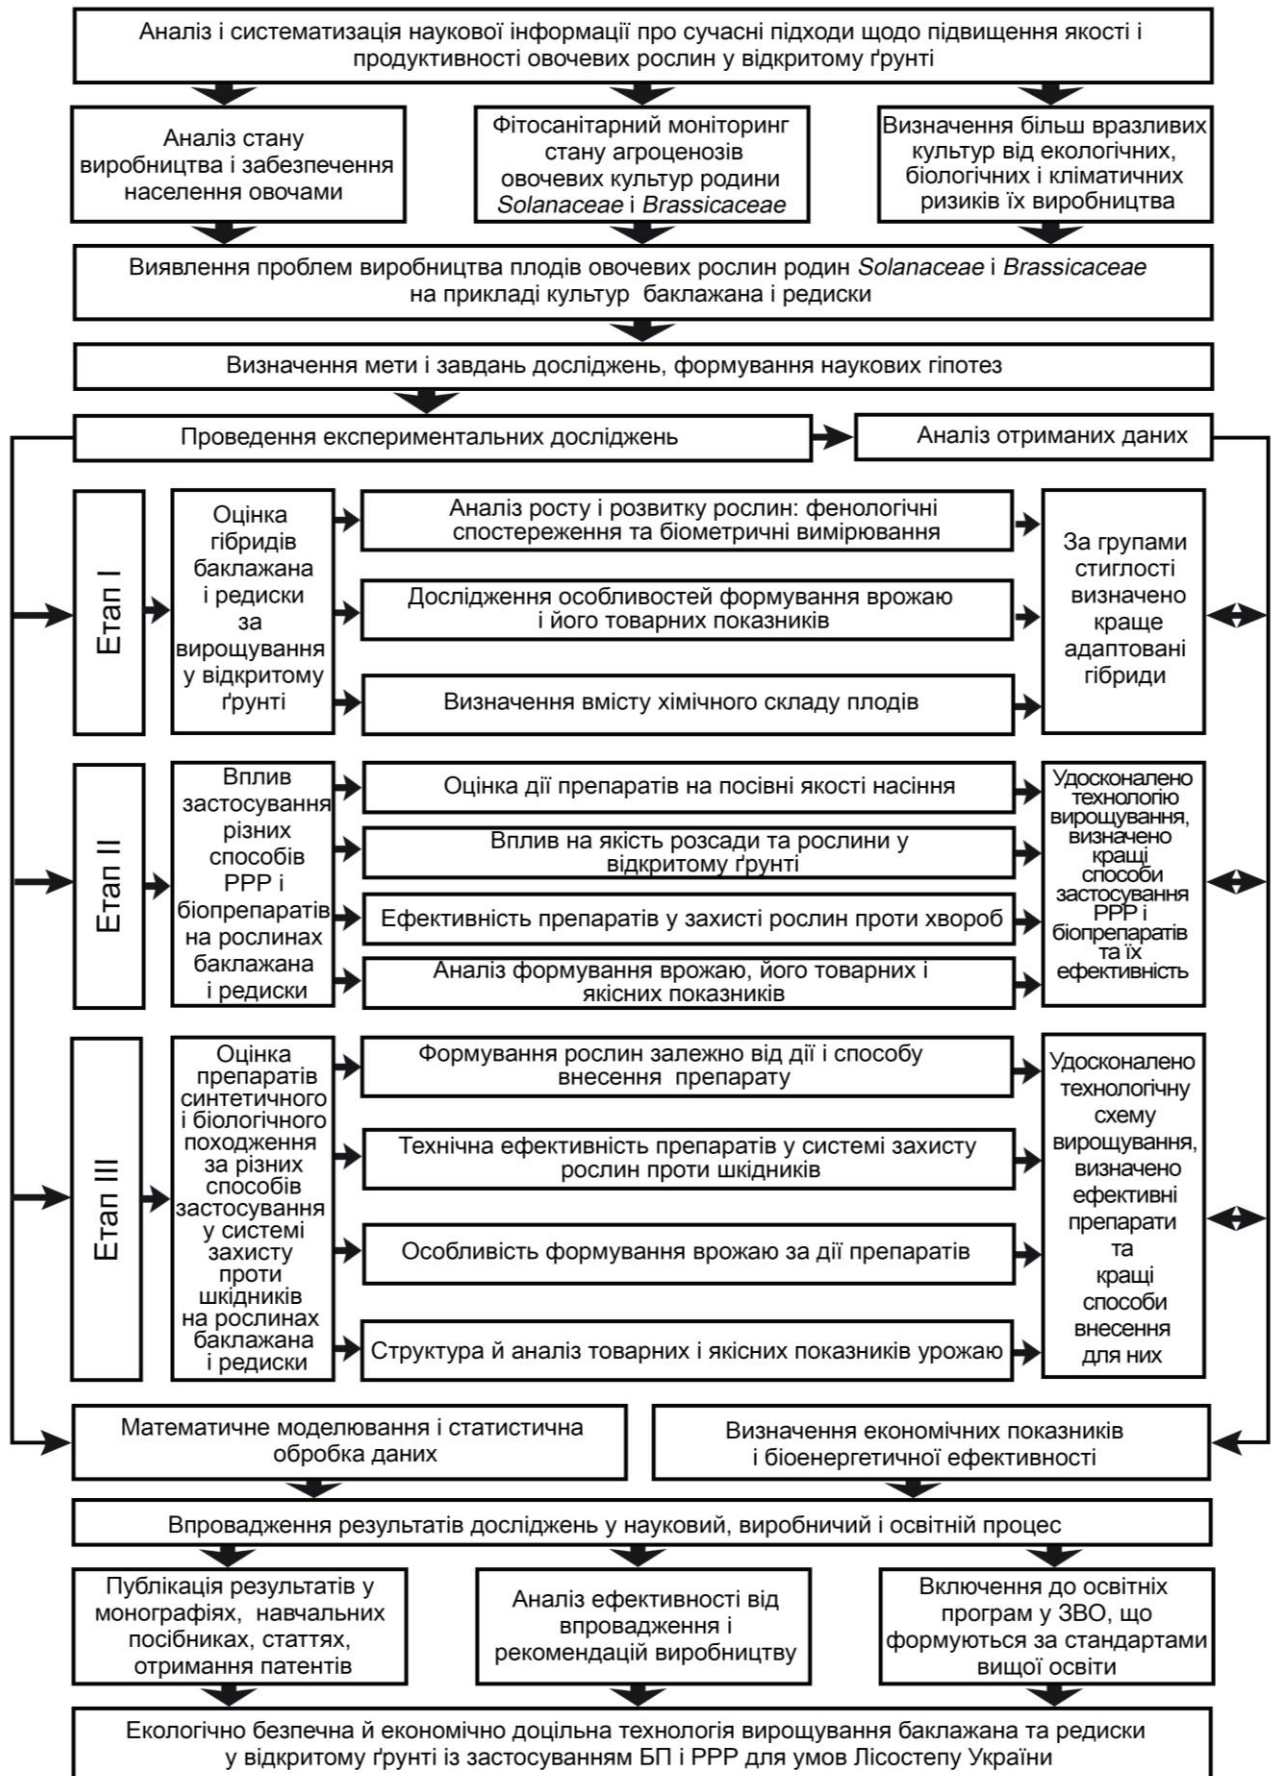 Аналіз і систематизація наукової інформації про сучасні підходи щодо підвищення якості і
продуктивності овочевих рослин у відкритому ґрунті
Аналіз стану
виробництва і забезпечення
населення овочами
Фітосанітарний моніторинг
стану агроценозів
овочевих культур родини
Solanaceae і Brassicaceae
Визначення більш вразливих
культур від екологічних,
біологічних і кліматичних
ризиків їх виробництва
Виявлення проблем виробництва плодів овочевих рослин родин Solanaceae і Brassicaceae
на прикладі культур баклажана і редиски
Визначення мети і завдань досліджень, формування наукових гіпотез
Проведення експериментальних досліджень
Аналіз отриманих даних
Етап I
Оцінка
гібридів
баклажана
і редиски
за
вирощування
у відкритому
ґрунті
Аналіз росту і розвитку рослин: фенологічні
спостереження та біометричні вимірювання
Дослідження особливостей формування врожаю
і його товарних показників
Визначення вмісту хімічного складу плодів
За групами
стиглості
визначено
краще
адаптовані
гібриди
Етап II
Вплив
застосування
різних
способів
РРР і
біопрепаратів
на рослинах
баклажана
і редиски
Оцінка дії препаратів на посівні якості насіння
Вплив на якість розсади та рослини у
відкритому ґрунті
Ефективність препаратів у захисті рослин проти хвороб
Аналіз формування врожаю, його товарних і
якісних показників
Удосконалено
технологію
вирощування,
визначено
кращі
способи
застосування
РРР і
біопрепаратів
та їх
ефективність
Етап III
Оцінка
препаратів
синтетичного
і біологічного
походження
за різних
способів
застосування
у системі
захисту
проти
шкідників
на рослинах
баклажана
і редиски
Формування рослин залежно від дії і способу
внесення препарату
Технічна ефективність препаратів у системі захисту
рослин проти шкідників
Особливість формування врожаю за дії препаратів
Структура й аналіз товарних і якісних показників урожаю
Удосконалено
технологічну
схему
вирощування,
визначено
ефективні
препарати
та
кращі
способи
внесення
для них
Математичне моделювання і статистична
обробка даних
Визначення економічних показників
і біоенергетичної ефективності
Впровадження результатів досліджень у науковий, виробничий і освітній процес
Публікація результатів у
монографіях, навчальних
посібниках, статтях,
отримання патентів
Аналіз ефективності від
впровадження і
рекомендацій виробництву
Включення до освітніх
програм у ЗВО, що
формуються за стандартами
вищої освіти
Екологічно безпечна й економічно доцільна технологія вирощування баклажана та редиски
у відкритому ґрунті із застосуванням БП і РРР для умов Лісостепу України